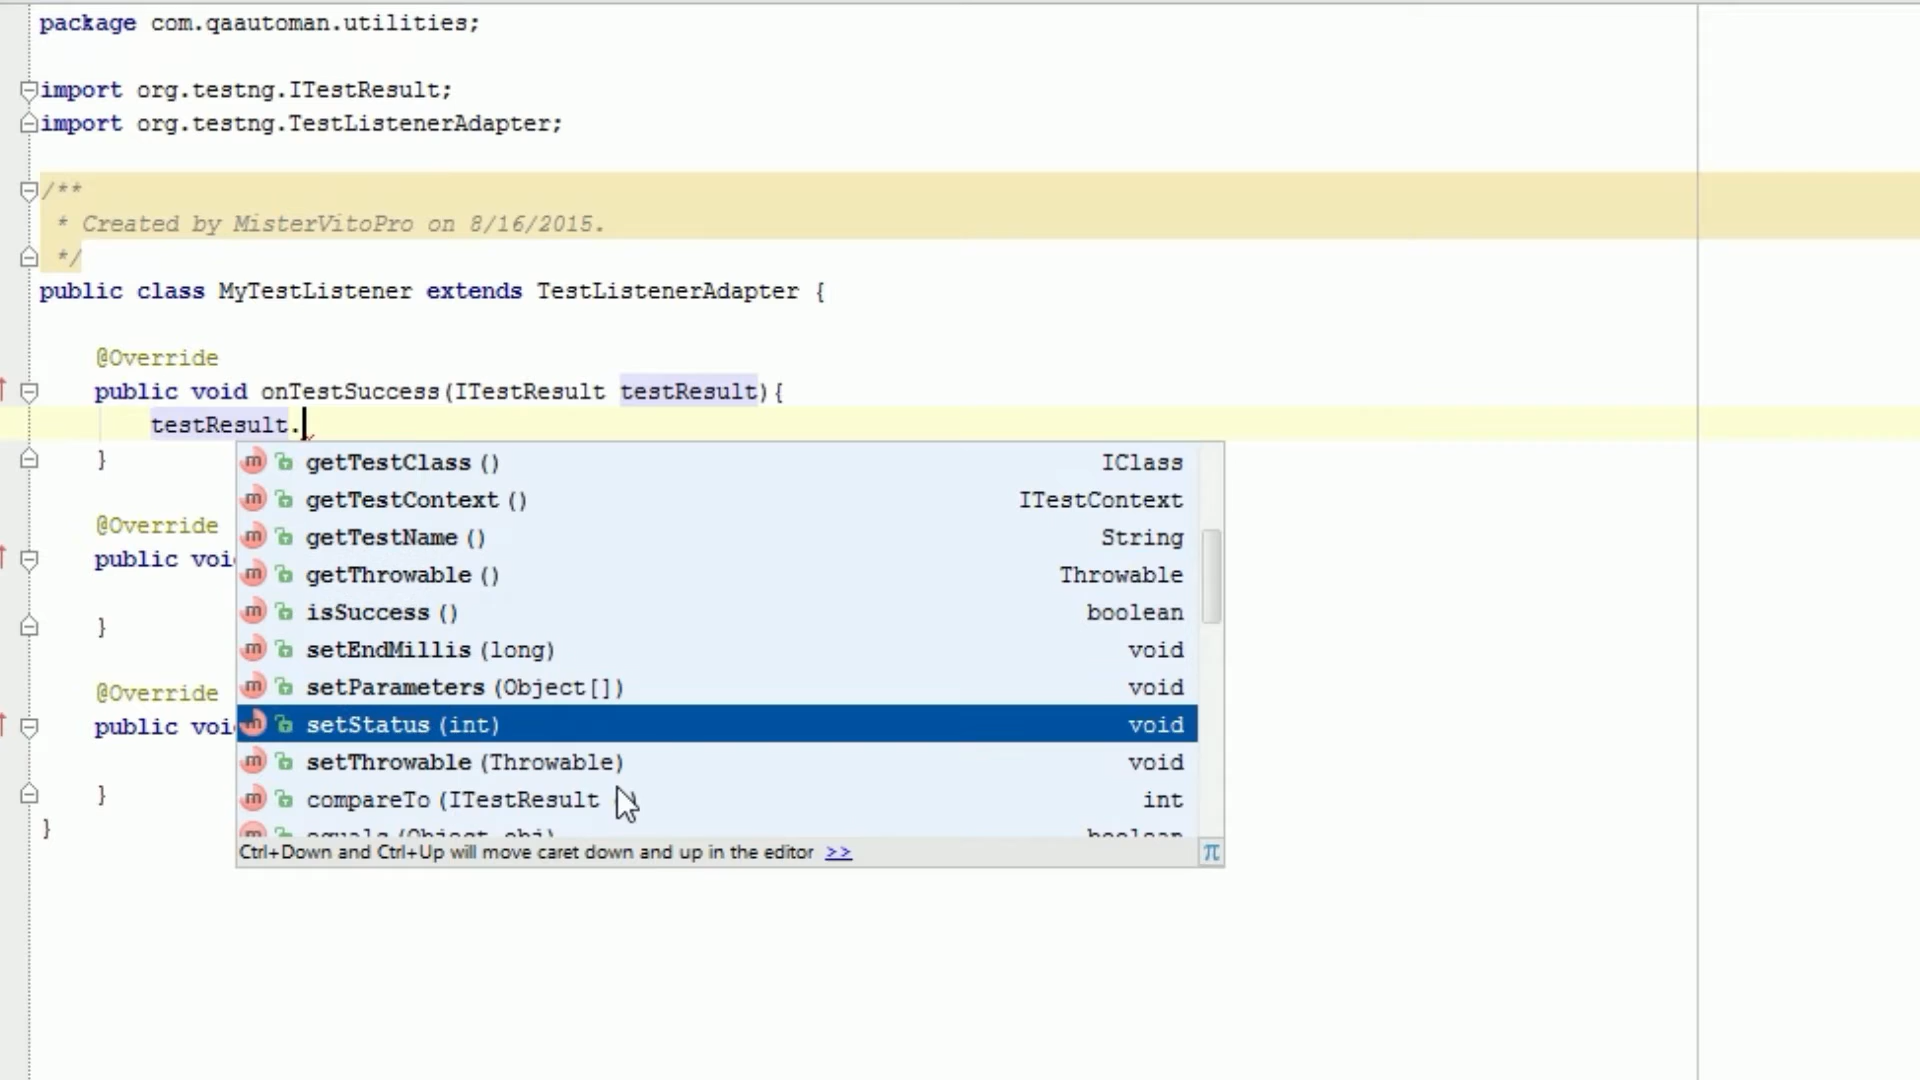 package com.qaautoman.utilities;
import org.testng.ITestResult;
import org.testng.TestListenerAdapter;
/**
* Created by MisterVitoPro on 8/16/2015.
*/
public class MyTestListener extends TestListenerAdapter {
@Override
public void onTestSuccess(ITestResult testResult){
testResult.
}
@Override
public voi
}
@Override
public voi
}
}
m getTestClass() IClass
m getTestContext() ITestContext
m getTestName() String
m getThrowable() Throwable
m isSuccess() boolean
m setEndMillis(long) void
m setParameters(Object[]) void
m setStatus(int) void
m setThrowable(Throwable) void
m compareTo(ITestResult int
m equals(Object obj) boolean
Ctrl+Down and Ctrl+Up will move caret down and up in the editor >> π